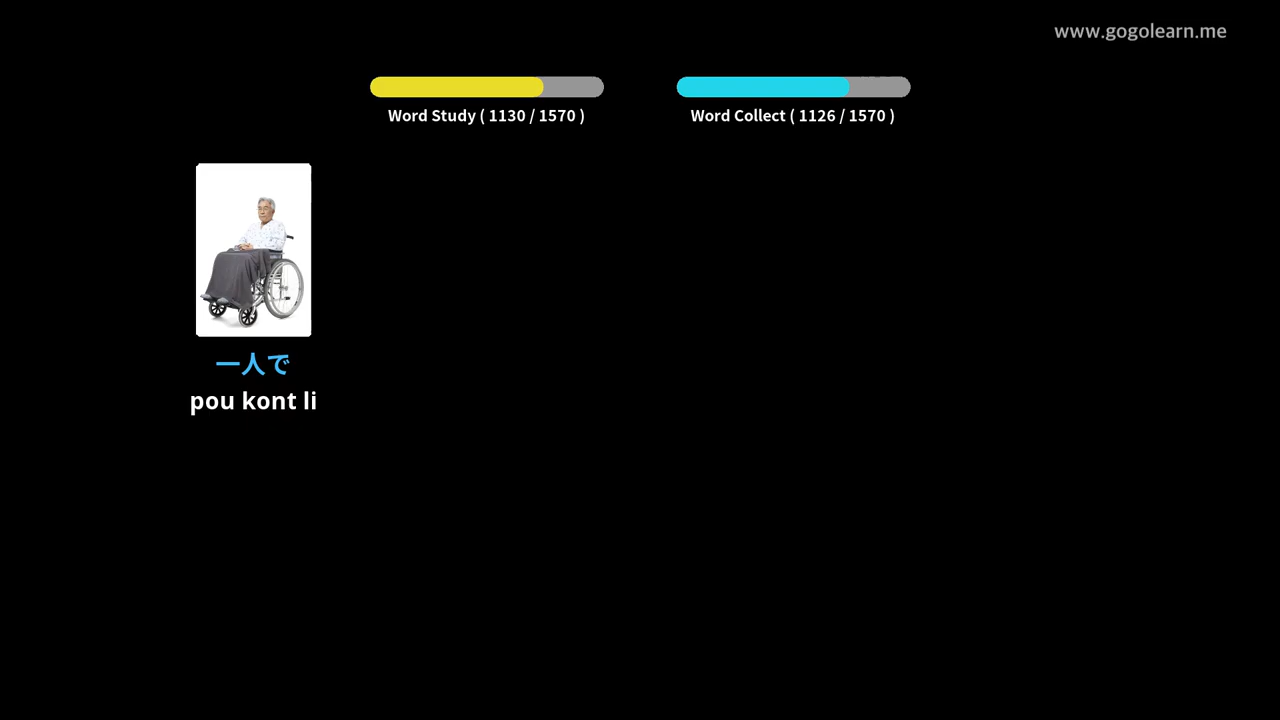 www.gogolearn.me
Word Study ( 1130 / 1570 )
Word Collect ( 1126 / 1570 )
一人で
pou kont li